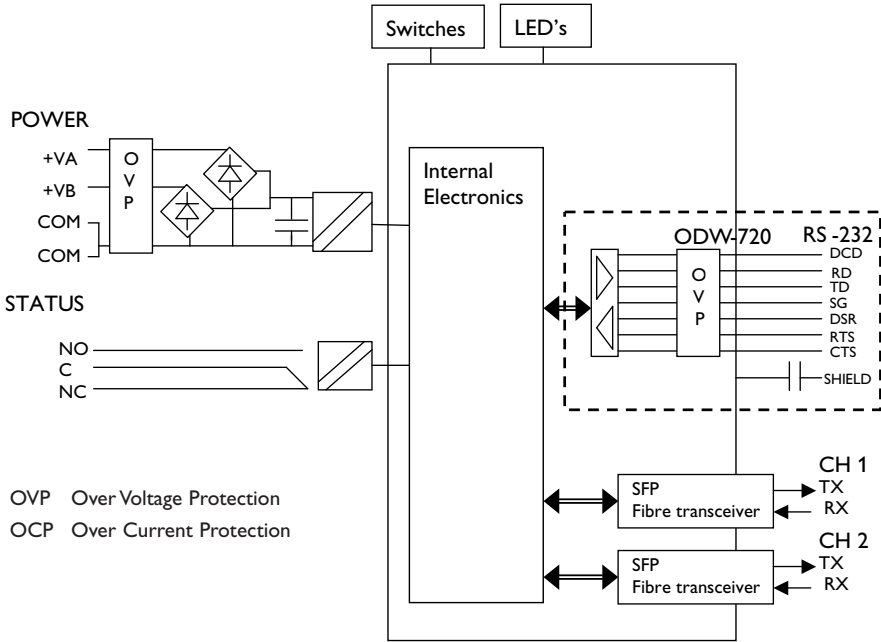 Switches
LED's
POWER
+VA
+VB
COM
COM
O
V
P
Internal
Electronics
ODW-720
RS -232
O
V
P
DCD
RD
TD
SG
DSR
RTS
CTS
SHIELD
STATUS
NO
C
NC
OVP Over Voltage Protection
OCP Over Current Protection
SFP
Fibre transceiver
CH 1
TX
RX
SFP
Fibre transceiver
CH 2
TX
RX